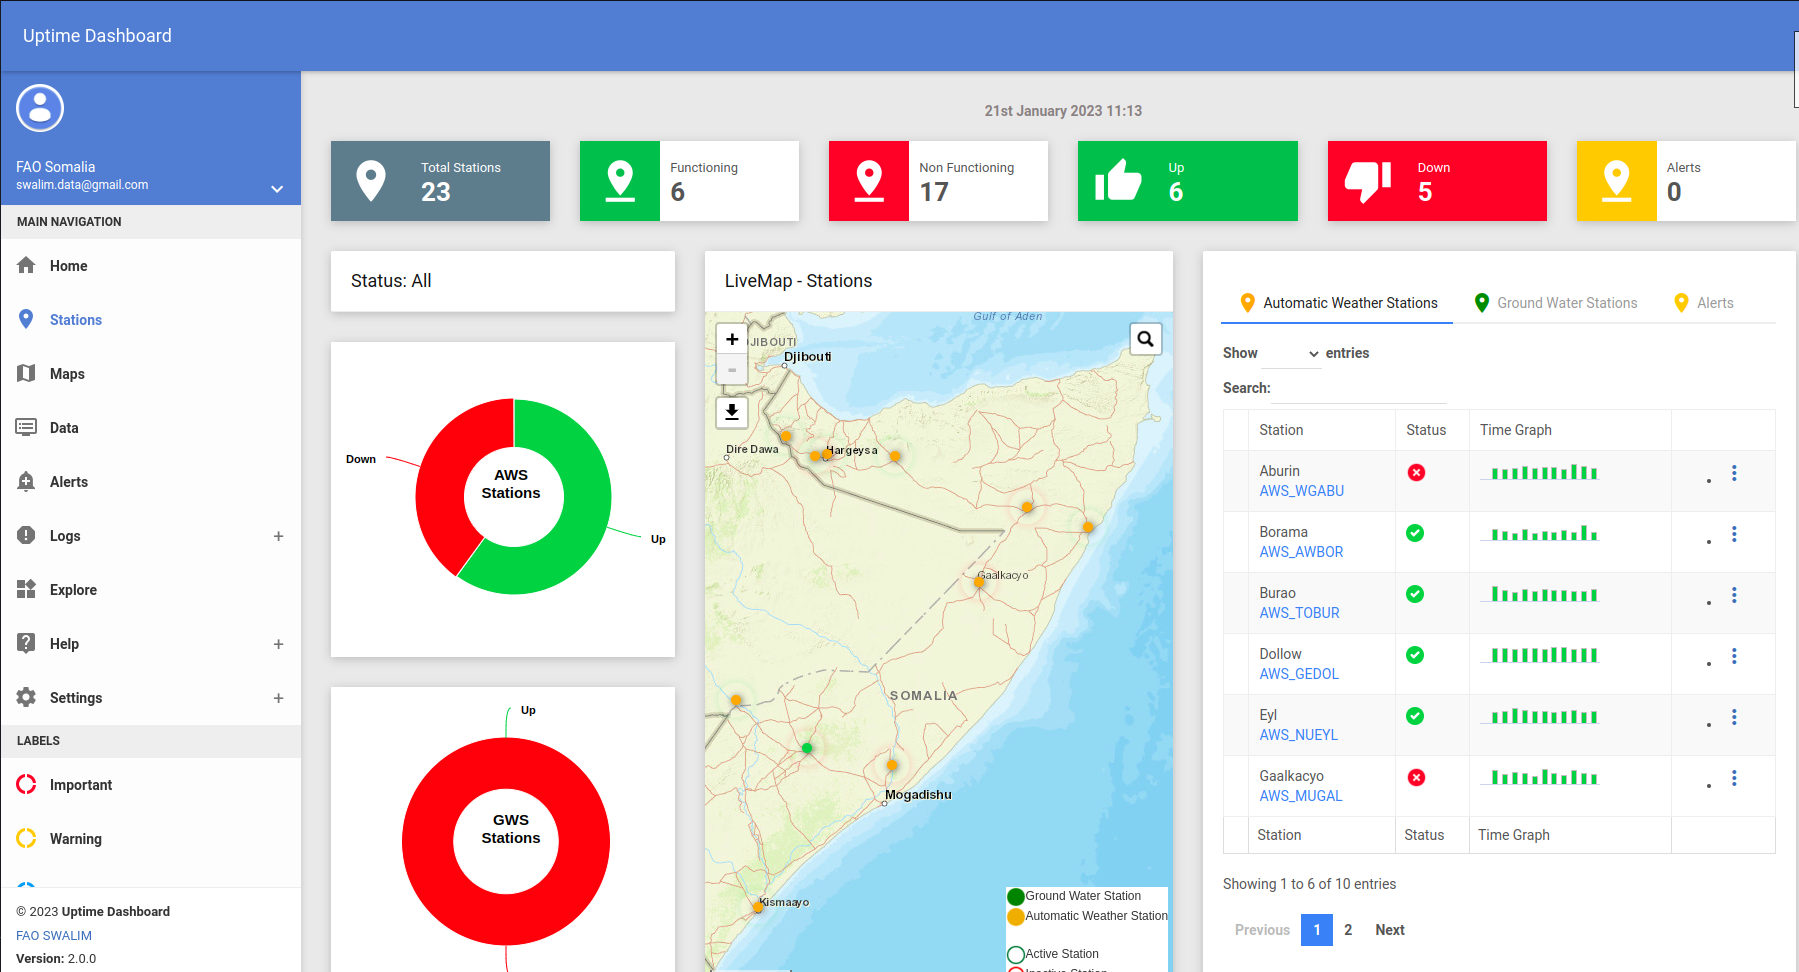 Uptime Dashboard
FAO Somalia
swalim.data@gmail.com
MAIN NAVIGATION
Home
Stations
Maps
Data
Alerts
Logs
+
Explore
Help
+
Settings
+
LABELS
Important
Warning
© 2023 Uptime Dashboard
FAO SWALIM
Version: 2.0.0
21st January 2023 11:13
Total Stations
23
Functioning
6
Non Functioning
17
Up
6
Down
5
Alerts
0
Status: All
Down
AWS
Stations
Up
Up
GWS
Stations
LiveMap - Stations
+
-
Gulf of Aden
DJIBOUTI
Djibouti
Dire Dawa
Hargeysa
Gaalkacyo
SOMALIA
Mogadishu
Kismaayo
Ground Water Station
Automatic Weather Station
Active Station
Inactive Station
Automatic Weather Stations
Ground Water Stations
Alerts
Show entries
Search:
Station Status Time Graph
Aburin
AWS_WGABU
Borama
AWS_AWBOR
Burao
AWS_TOBUR
Dollow
AWS_GEDOL
Eyl
AWS_NUEYL
Gaalkacyo
AWS_MUGAL
Station Status Time Graph
Showing 1 to 6 of 10 entries
Previous 1 2 Next